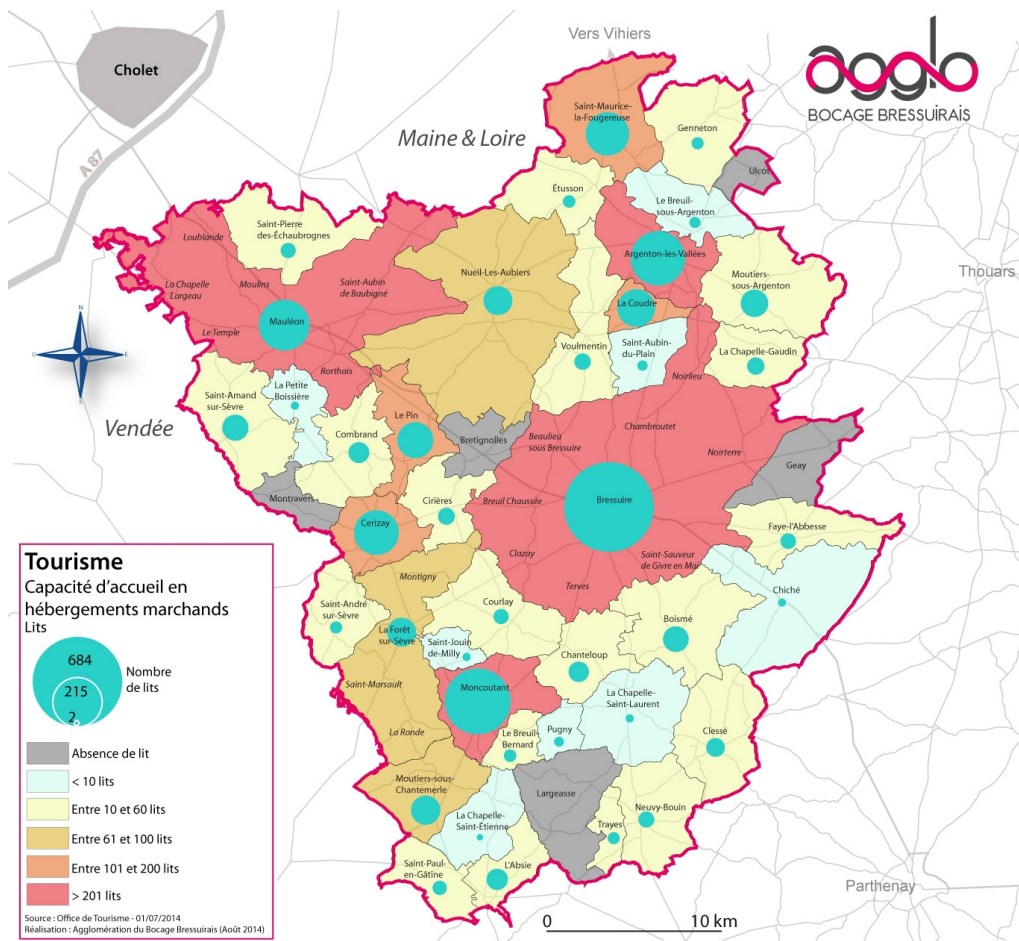 Vers Vihiers
Cholet
agglo
BOCAGE BRESSUIRAIS
Saint-Maurice-
la-Fougereuse
Genneton
Maine & Loire
A 87
Ulcot
Étusson
Le Breuil-
sous-Argenton
Saint-Pierre
des-Échaubrognes
Loublande
Argenton-les-Vallées
Thouars
Nueil-Les-Aubiers
Moutiers-
sous-Argenton
Saint-Aubin
de Baubigné
Moulins
La Chapelle
Largeau
La Coudre
N
Mauléon
Le Temple
Voulmentin
Saint-Aubin-
du-Plain
La Chapelle-Gaudin
O
E
S
Rorthais
Noirlieu
La Petite
Boissière
Saint-Amand
sur-Sèvre
Le Pin
Vendée
Combrand
Bretignolles
Beaulieu
sous Bressuire
Chambroutet
Noirterre
Geay
Montravers
Cirières
Breuil Chaussée
Bressuire
Cerizay
Faye-l'Abbesse
Clazay
Saint-Sauveur
de Givre en Mai
Terves
Montigny
Chiché
Saint-André
sur-Sèvre
Courlay
Boismé
La Forêt
sur-Sèvre
Saint-Jouin
de-Milly
Chanteloup
Saint-Marsault
Moncoutant
La Chapelle-
Saint-Laurent
La Ronde
Le Breuil-
Bernard
Pugny
Clessé
Moutiers-sous-
Chantemerle
Largeasse
Neuvy-Bouin
La Chapelle-
Saint-Étienne
Trayes
Saint-Paul-
en-Gâtine
L'Absie
Parthenay
0
10 km
Tourisme
Capacité d'accueil en
hébergements marchands
Lits
684
215
2
Nombre
de lits
Absence de lit
< 10 lits
Entre 10 et 60 lits
Entre 61 et 100 lits
Entre 101 et 200 lits
> 201 lits
Source : Office de Tourisme - 01/07/2014
Réalisation : Agglomération du Bocage Bressuirais (Août 2014)